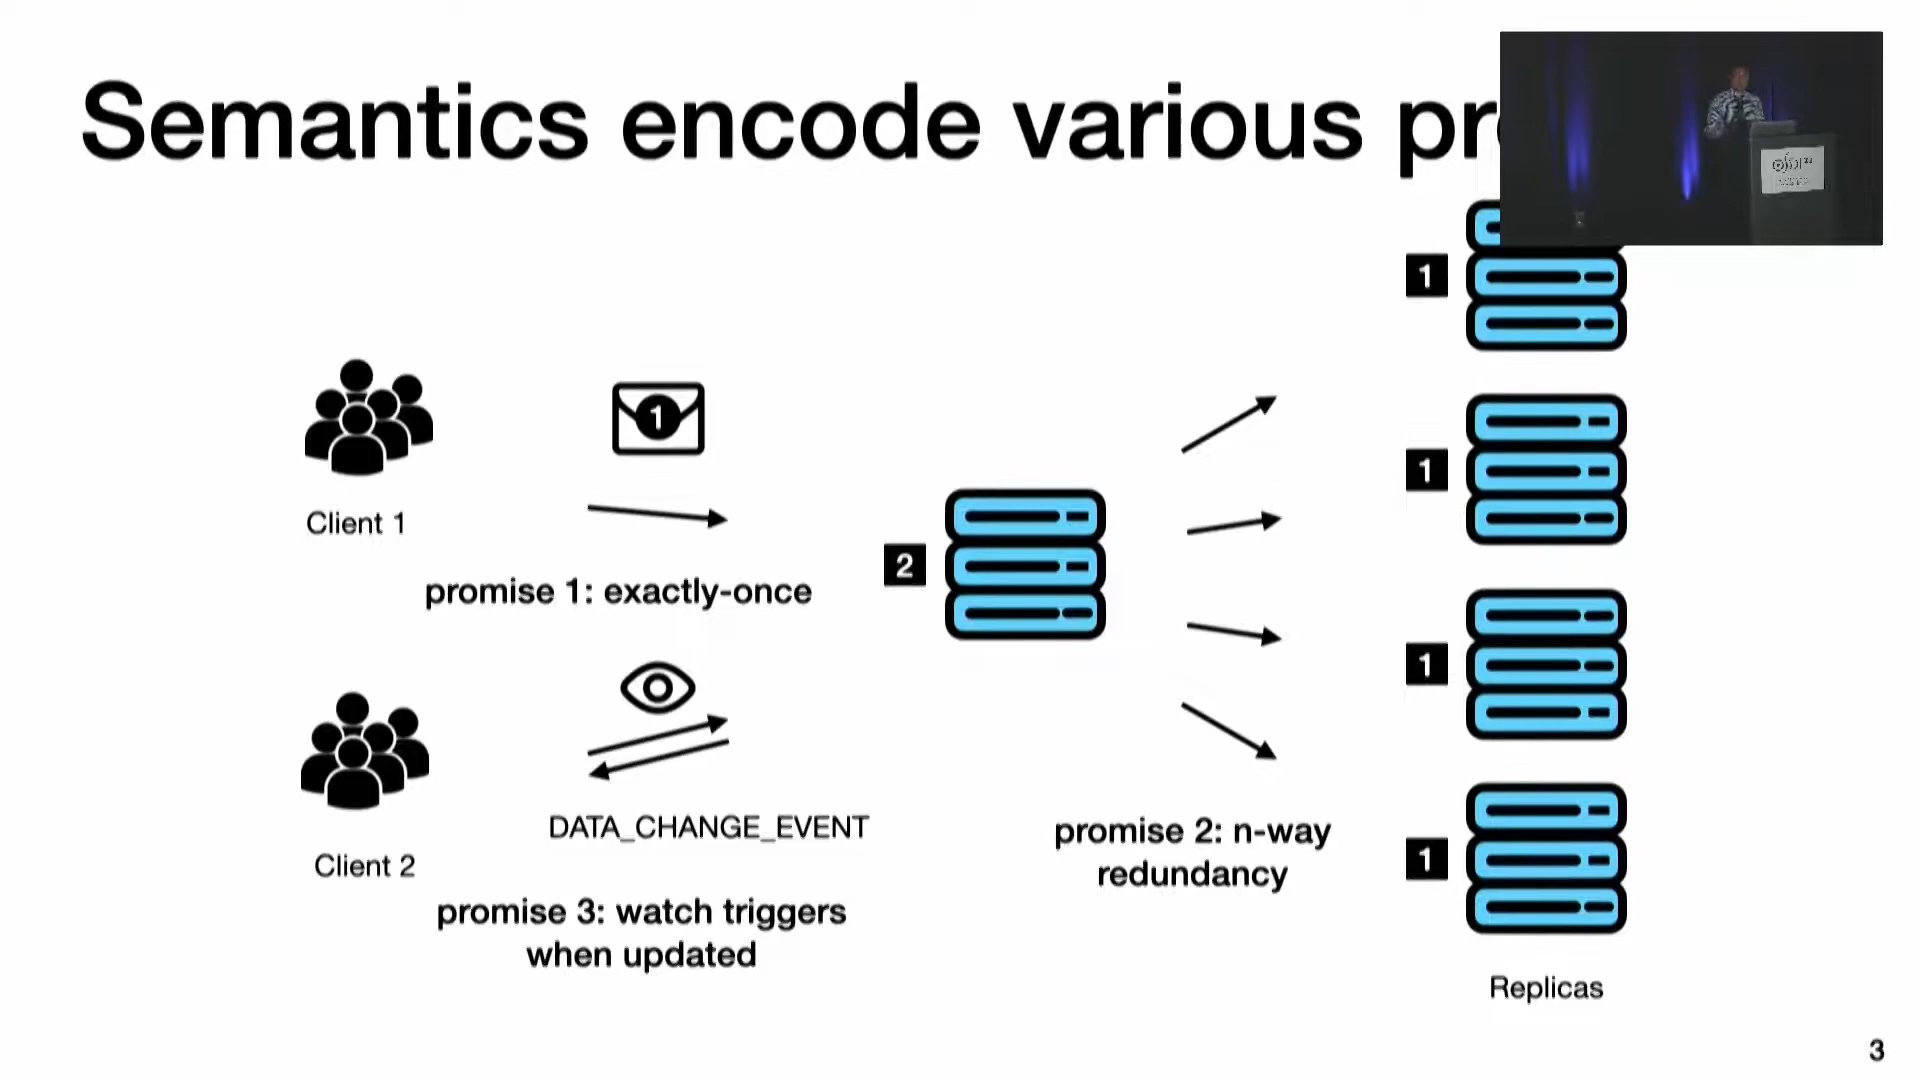 Semantics encode various
1
1
Client 1
1
promise 1: exactly-once
2
1
DATA_CHANGE_EVENT
Client 2
promise 3: watch triggers
when updated
promise 2: n-way
redundancy
1
Replicas
3